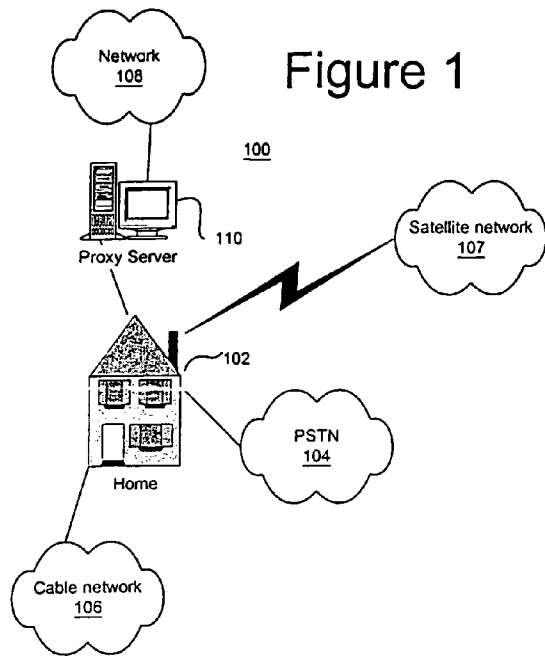 Network
108
Figure 1
100
110
Proxy Server
Satellite network
107
102
PSTN
104
Home
Cable network
106